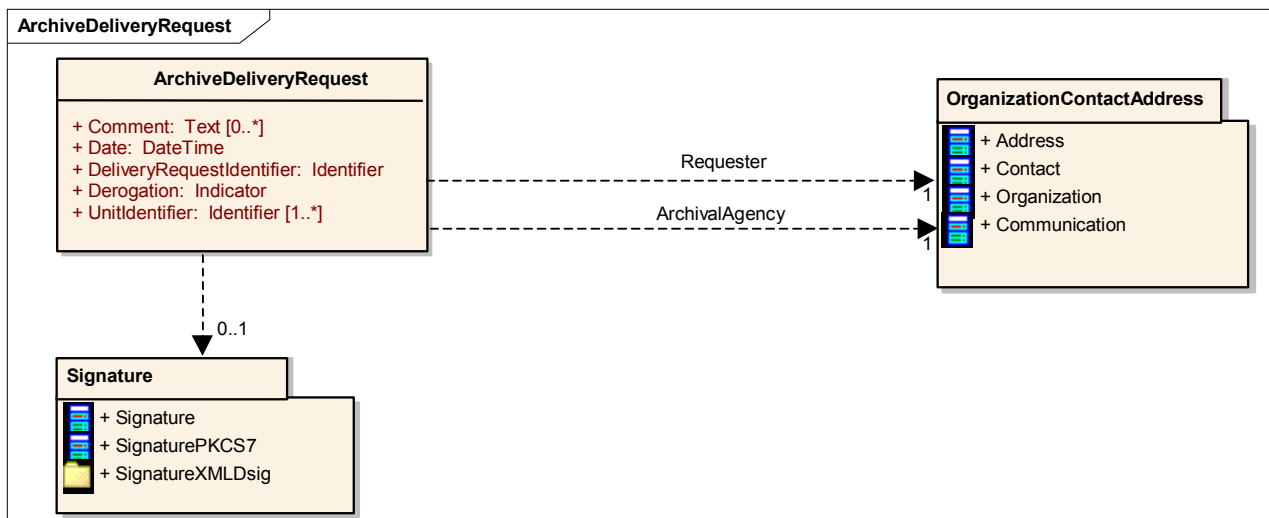 ArchiveDeliveryRequest
ArchiveDeliveryRequest
+ Comment: Text [0..*]
+ Date: DateTime
+ DeliveryRequestIdentifier: Identifier
+ Derogation: Indicator
+ UnitIdentifier: Identifier [1..*]
Requester
1
ArchivalAgency
1
OrganizationContactAddress
+ Address
+ Contact
+ Organization
+ Communication
0..1
Signature
+ Signature
+ SignaturePKCS7
+ SignatureXMLDsig